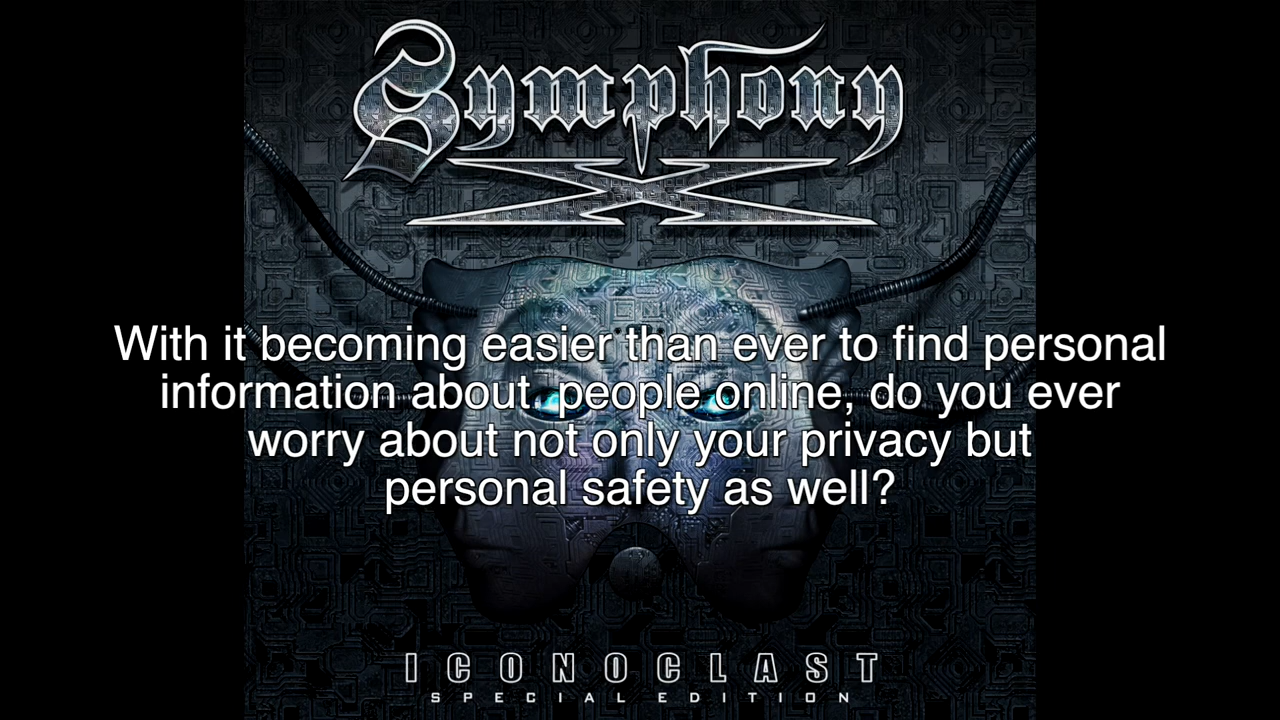 Symphony
X
With it becoming easier than ever to find personal
information about. people online, do you ever
worry about not only your privacy but
personal safety as well?
ICONOCLAST
SPECIAL EDITION